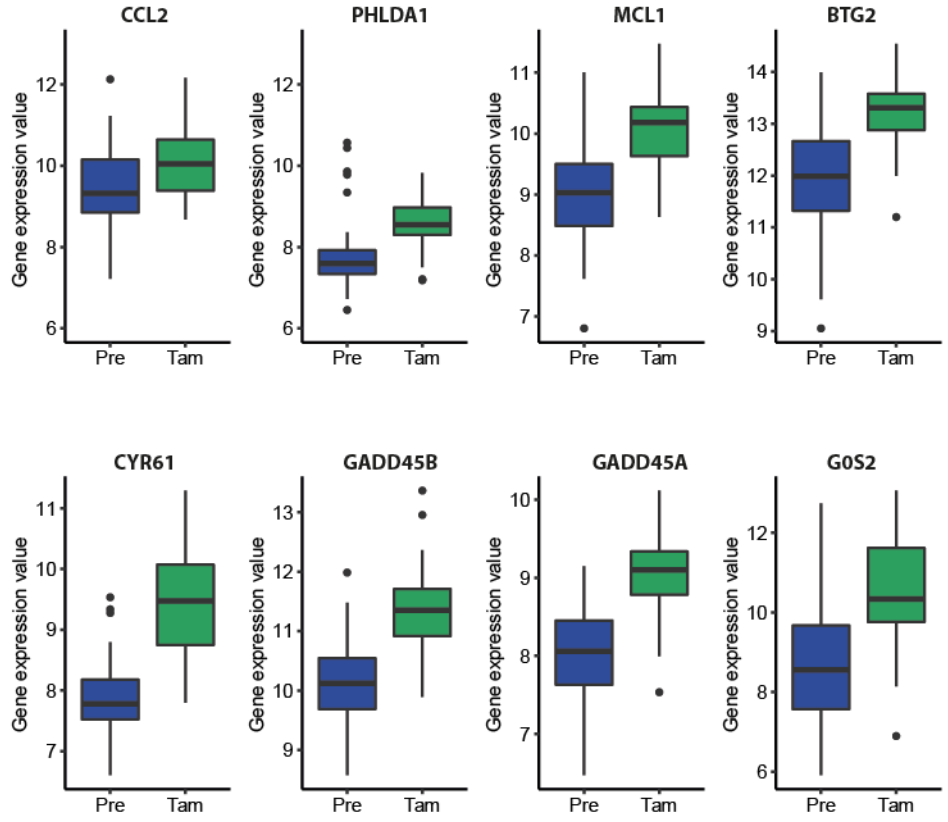 CCL2
Gene expression value
12
10
8
6
Pre Tam
PHLDA1
Gene expression value
12
10
8
6
Pre Tam
MCL1
Gene expression value
11
10
9
8
7
Pre Tam
BTG2
Gene expression value
14
13
12
11
10
9
Pre Tam
CYR61
Gene expression value
11
10
9
8
7
Pre Tam
GADD45B
Gene expression value
13
12
11
10
9
Pre Tam
GADD45A
Gene expression value
10
9
8
7
Pre Tam
G0S2
Gene expression value
12
10
8
6
Pre Tam